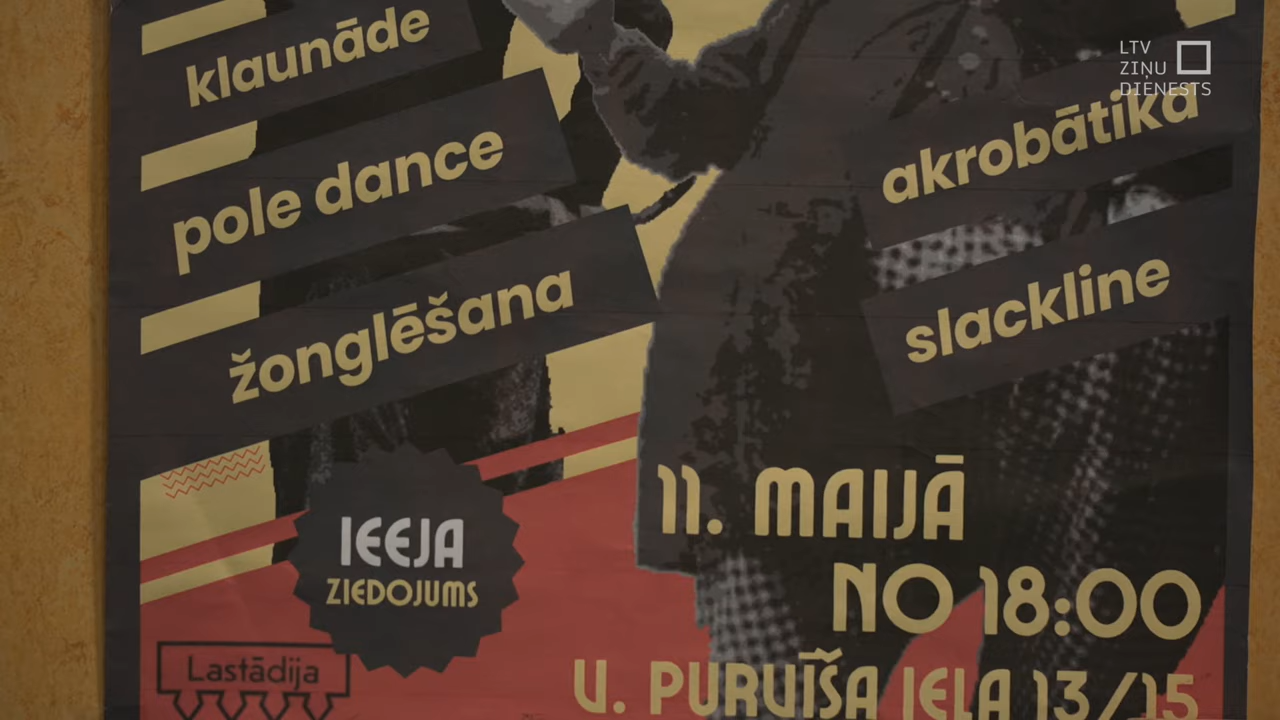 LTV
ZIŅU
DIENESTS
klaunāde
pole dance
žonglēšana
akrobātika
slackline
11. MAIJĀ
NO 18:00
V. PURVĪŠA IELA 13/15
IEEJA
ZIEDOJUMS
Lastādija